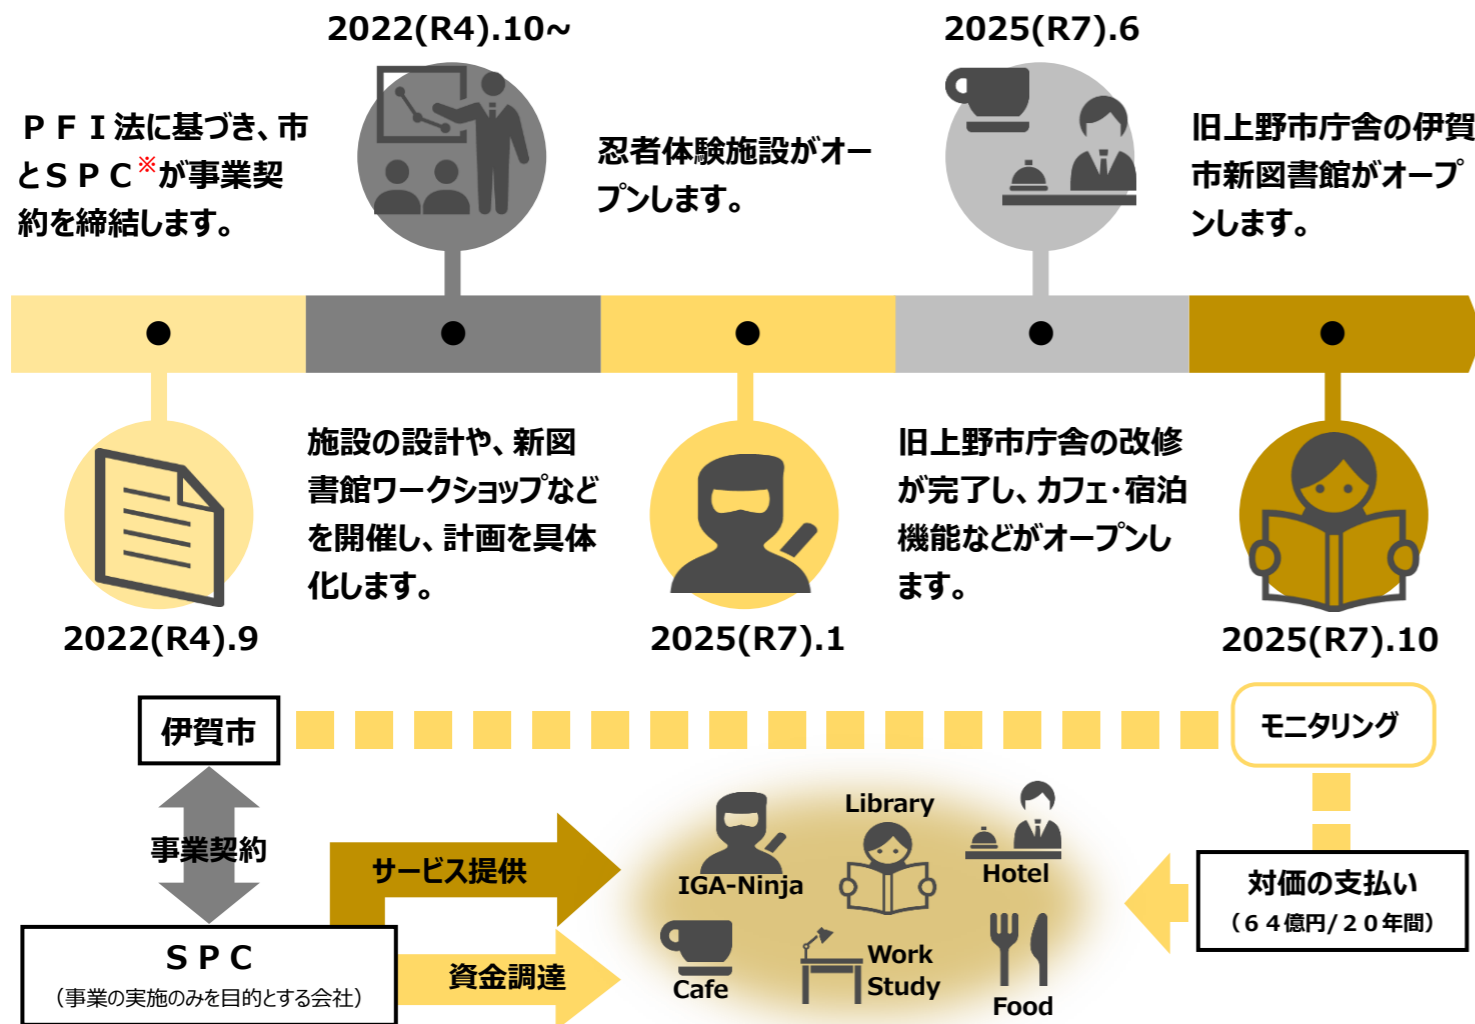 2022(R4).10~
2025(R7).6
ＰＦＩ法に基づき、市
とＳＰＣ※が事業契
約を締結します。
忍者体験施設がオー
プンします。
旧上野市庁舎の伊賀
市新図書館がオープ
ンします。
施設の設計や、新図
書館ワークショップなど
を開催し、計画を具体
化します。
旧上野市庁舎の改修
が完了し、カフェ・宿泊
機能などがオープンし
ます。
2022(R4).9
2025(R7).1
2025(R7).10
伊賀市
モニタリング
事業契約
サービス提供
資金調達
ＳＰＣ
（事業の実施のみを目的とする会社）
IGA-Ninja
Library
Hotel
Cafe
Work
Study
Food
対価の支払い
（６４億円/２０年間）